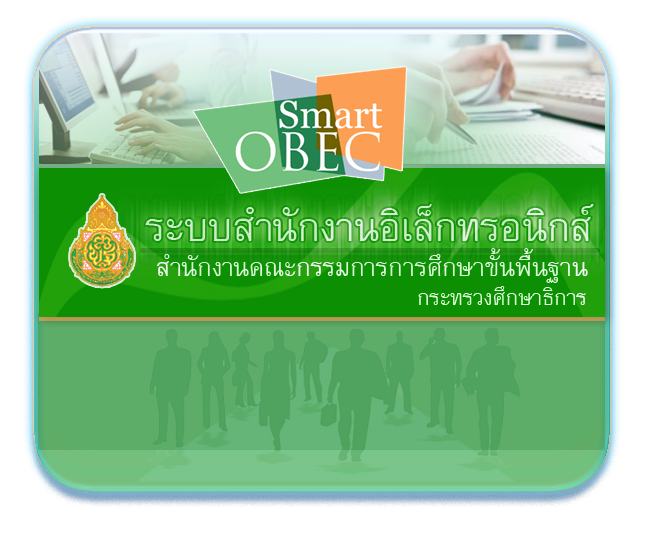 Smart
OBEC
ระบบสำนักงานอิเล็กทรอนิกส์
สำนักงานคณะกรรมการการศึกษาขั้นพื้นฐาน
กระทรวงศึกษาธิการ